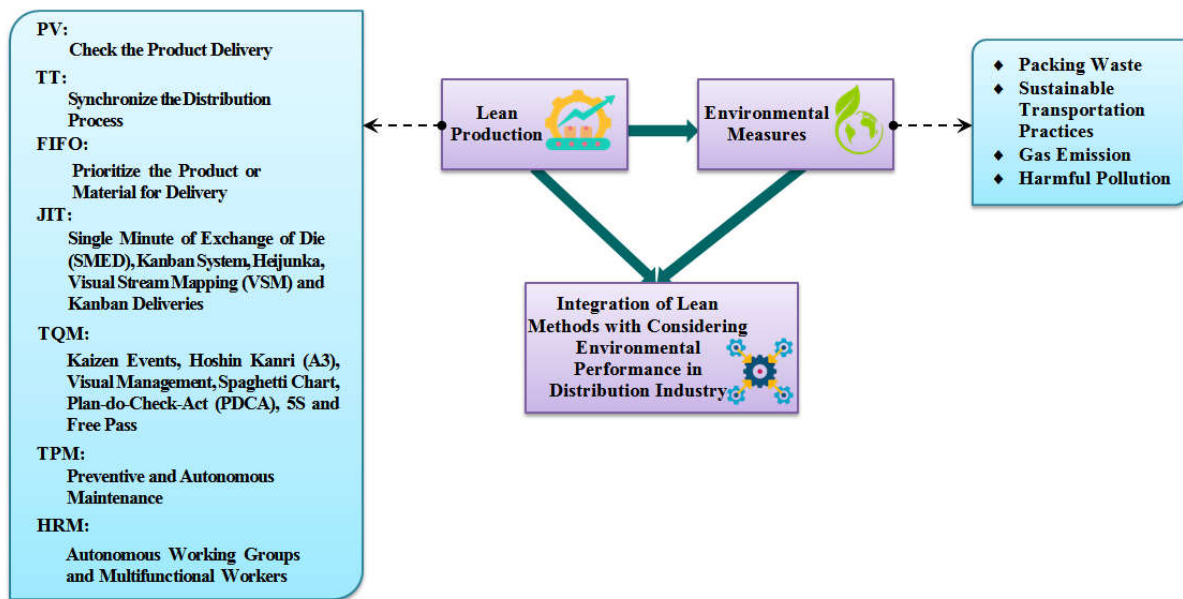 PV:
Check the Product Delivery
TT:
Synchronize the Distribution
Process
FIFO:
Prioritize the Product or
Material for Delivery
JIT:
Single Minute of Exchange of Die
(SMED), Kanban System, Heijunka,
Visual Stream Mapping (VSM) and
Kanban Deliveries
TQM:
Kaizen Events, Hoshin Kanri (A3),
Visual Management, Spaghetti Chart,
Plan-do-Check-Act (PDCA), 5S and
Free Pass
TPM:
Preventive and Autonomous
Maintenance
HRM:
Autonomous Working Groups
and Multifunctional Workers
Lean
Production
Environmental
Measures
Integration of Lean
Methods with Considering
Environmental
Performance in
Distribution Industry
♦ Packing Waste
♦ Sustainable
Transportation
Practices
♦ Gas Emission
♦ Harmful Pollution